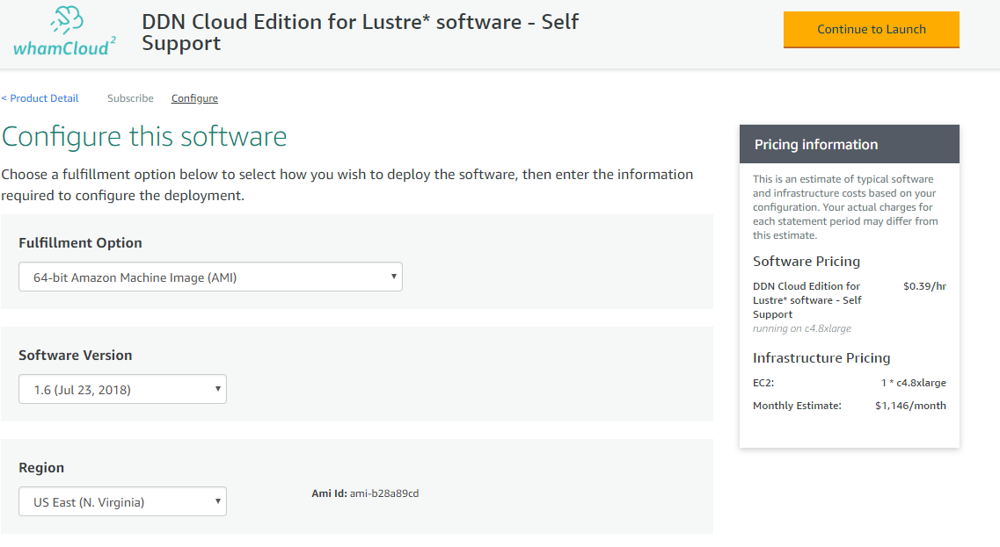 whamCloud2
DDN Cloud Edition for Lustre* software - Self
Support
Continue to Launch
< Product Detail
Subscribe
Configure
Configure this software
Choose a fulfillment option below to select how you wish to deploy the software, then enter the information
required to configure the deployment.
Fulfillment Option
64-bit Amazon Machine Image (AMI)
Software Version
1.6 (Jul 23, 2018)
Region
US East (N. Virginia)
Ami Id: ami-b28a89cd
Pricing information
This is an estimate of typical software
and infrastructure costs based on your
configuration. Your actual charges for
each statement period may differ from
this estimate.
Software Pricing
DDN Cloud Edition for $0.39/hr
Lustre* software - Self
Support
running on c4.8xlarge
Infrastructure Pricing
EC2: 1 * c4.8xlarge
Monthly Estimate: $1,146/month